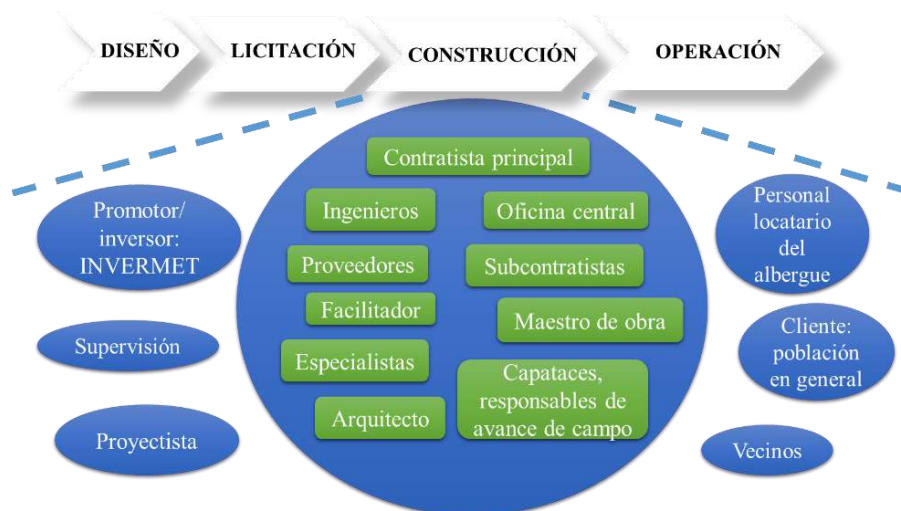 DISEÑO
LICITACIÓN
CONSTRUCCIÓN
OPERACIÓN
Contratista principal
Ingenieros
Oficina central
Proveedores
Subcontratistas
Facilitador
Maestro de obra
Especialistas
Capataces,
responsables de
avance de campo
Arquitecto
Promotor/
inversor:
INVERMET
Supervisión
Proyectista
Personal
locatario
del
albergue
Cliente:
población
en general
Vecinos